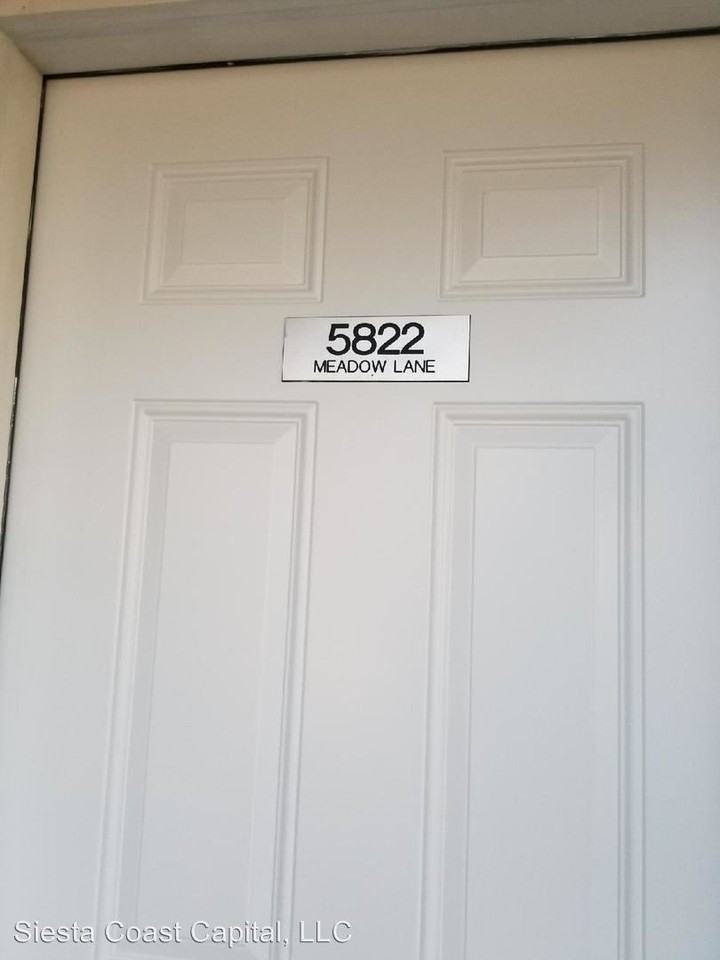 5822
MEADOW LANE
Siesta Coast Capital, LLC